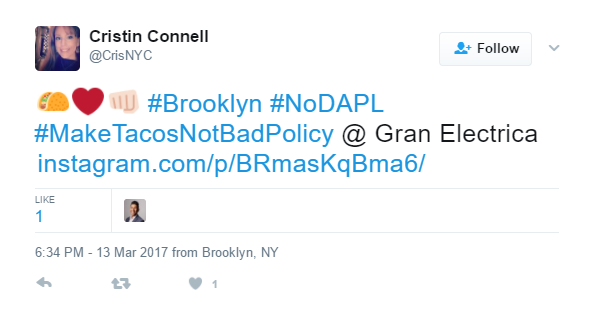 Cristin Connell
@CrisNYC
Follow
🌮❤️👊🏻 #Brooklyn #NoDAPL
#MakeTacosNotBadPolicy @ Gran Electrica
instagram.com/p/BRmasKqBma6/
LIKE
1
6:34 PM - 13 Mar 2017 from Brooklyn, NY
1